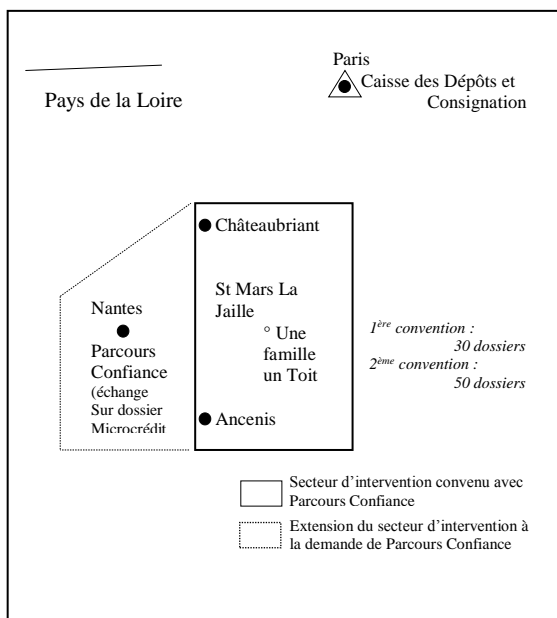 Paris
Caisse des Dépôts et
Consignation
Pays de la Loire
Châteaubriant
St Mars La
Jaille
° Une
famille
un Toit
Ancenis
Nantes
Parcours
Confiance
(échange
Sur dossier
Microcrédit
1ère convention :
30 dossiers
2ème convention :
50 dossiers
Secteur d'intervention convenu avec
Parcours Confiance
Extension du secteur d'intervention à
la demande de Parcours Confiance